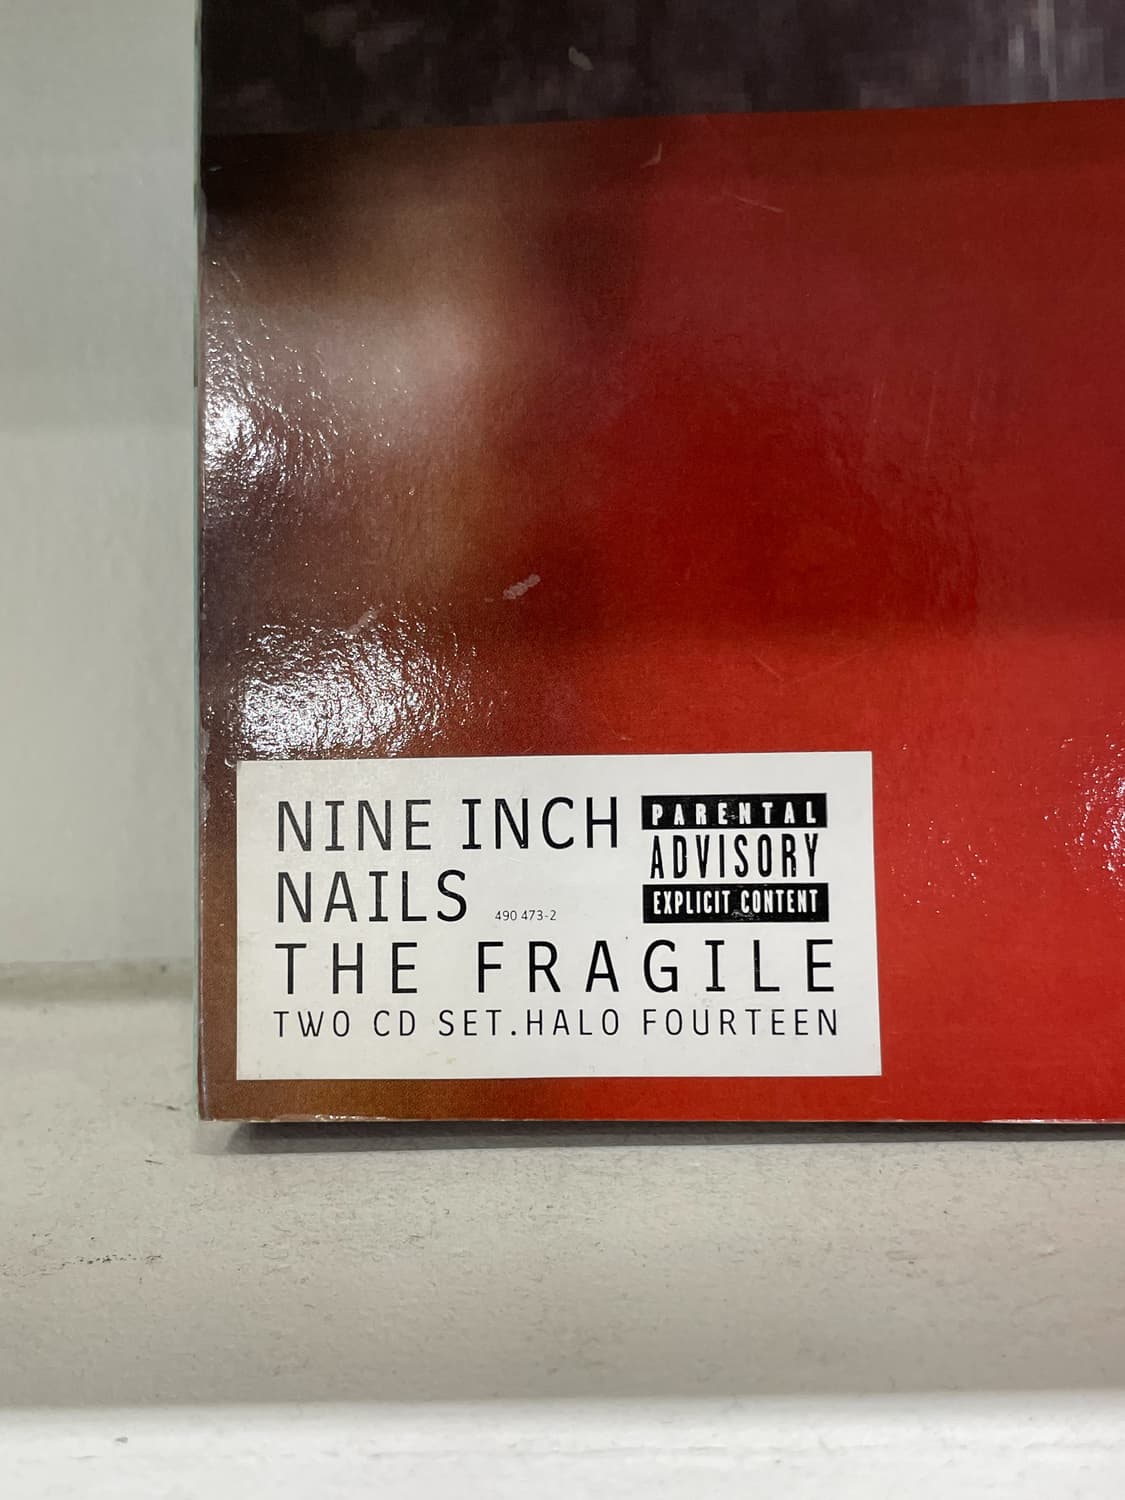 NINE INCH
NAILS 490 473-2
PARENTAL
ADVISORY
EXPLICIT CONTENT
THE FRAGILE
TWO CD SET.HALO FOURTEEN